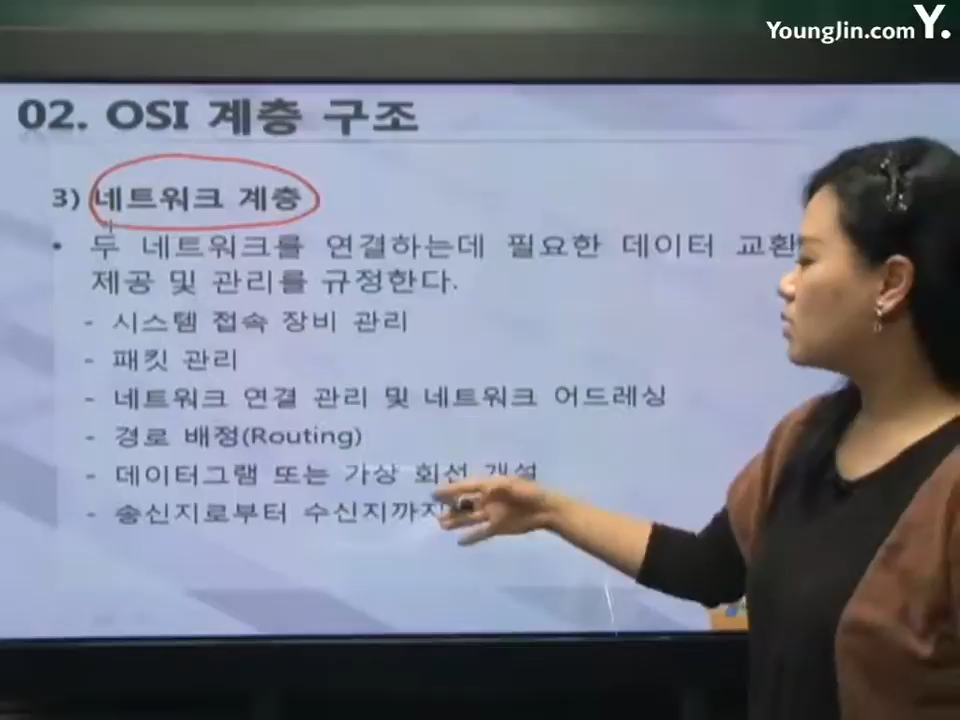 YoungJin.com Y.
02. OSI 계층 구조
3) 네트워크 계층
• 두 네트워크를 연결하는데 필요한 데이터 교환
제공 및 관리를 규정한다.
- 시스템 접속 장비 관리
- 패킷 관리
- 네트워크 연결 관리 및 네트워크 어드레싱
- 경로 배정(Routing)
- 데이터그램 또는 가상 회선 개설
- 송신지로부터 수신지까지